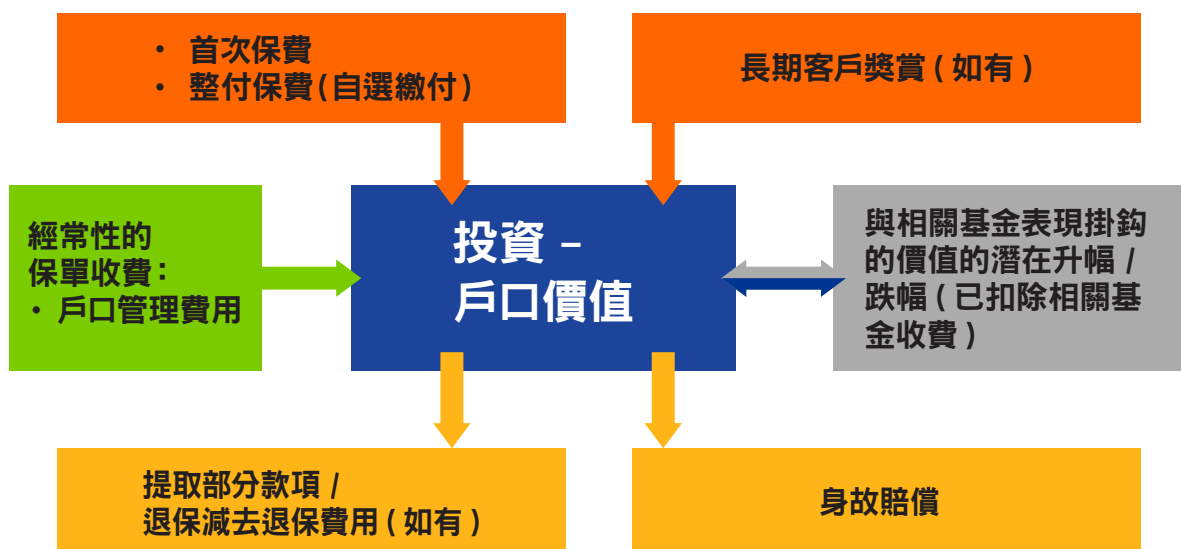 • 首次保費
• 整付保費(自選繳付)
長期客戶獎賞(如有)
經常性的
保單收費:
• 戶口管理費用
投資 –
戶口價值
與相關基金表現掛鈎
的價值的潛在升幅 /
跌幅(已扣除相關基
金收費)
提取部分款項 /
退保減去退保費用(如有)
身故賠償